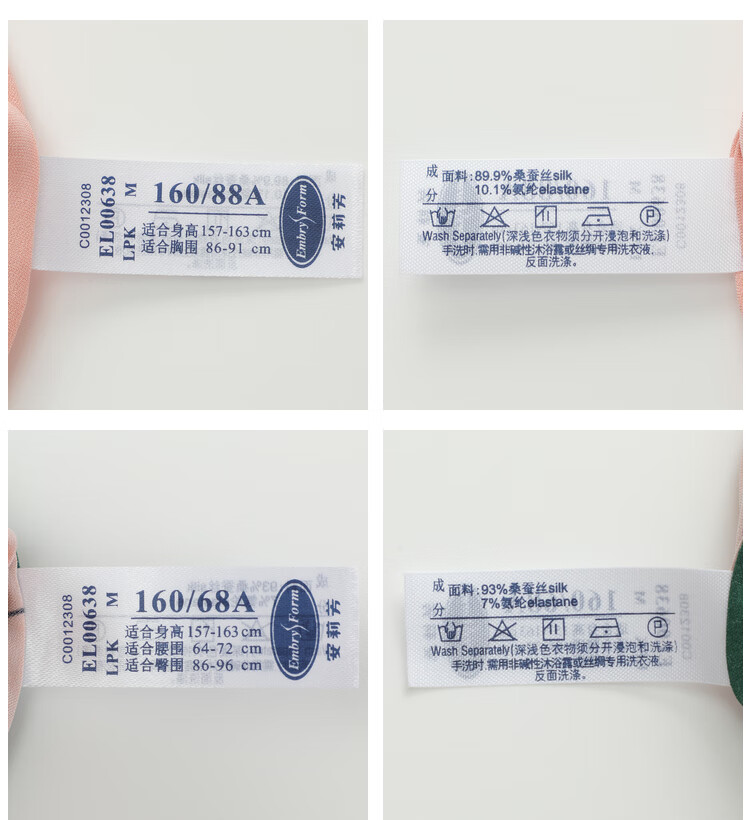 C0012308
EL00638
LPK M
160/88A
适合身高 157-163cm
适合胸围 86-91 cm
Embry Form
安莉芳
成分
面料:89.9%桑蚕丝silk
10.1%氨纶elastane
P
Wash Separately(深浅色衣物须分开浸泡和洗涤)
手洗时.需用非碱性沐浴露或丝绸专用洗衣液,
反面洗涤。
C0012308
EL00638
LPK M
160/68A
适合身高 157-163cm
适合腰围 64-72 cm
适合臀围 86-96 cm
Embry Form
安莉芳
成分
面料:93%桑蚕丝silk
7%氨纶elastane
P
Wash Separately(深浅色衣物须分开浸泡和洗涤)
手洗时.需用非碱性沐浴露或丝绸专用洗衣液,
反面洗涤。